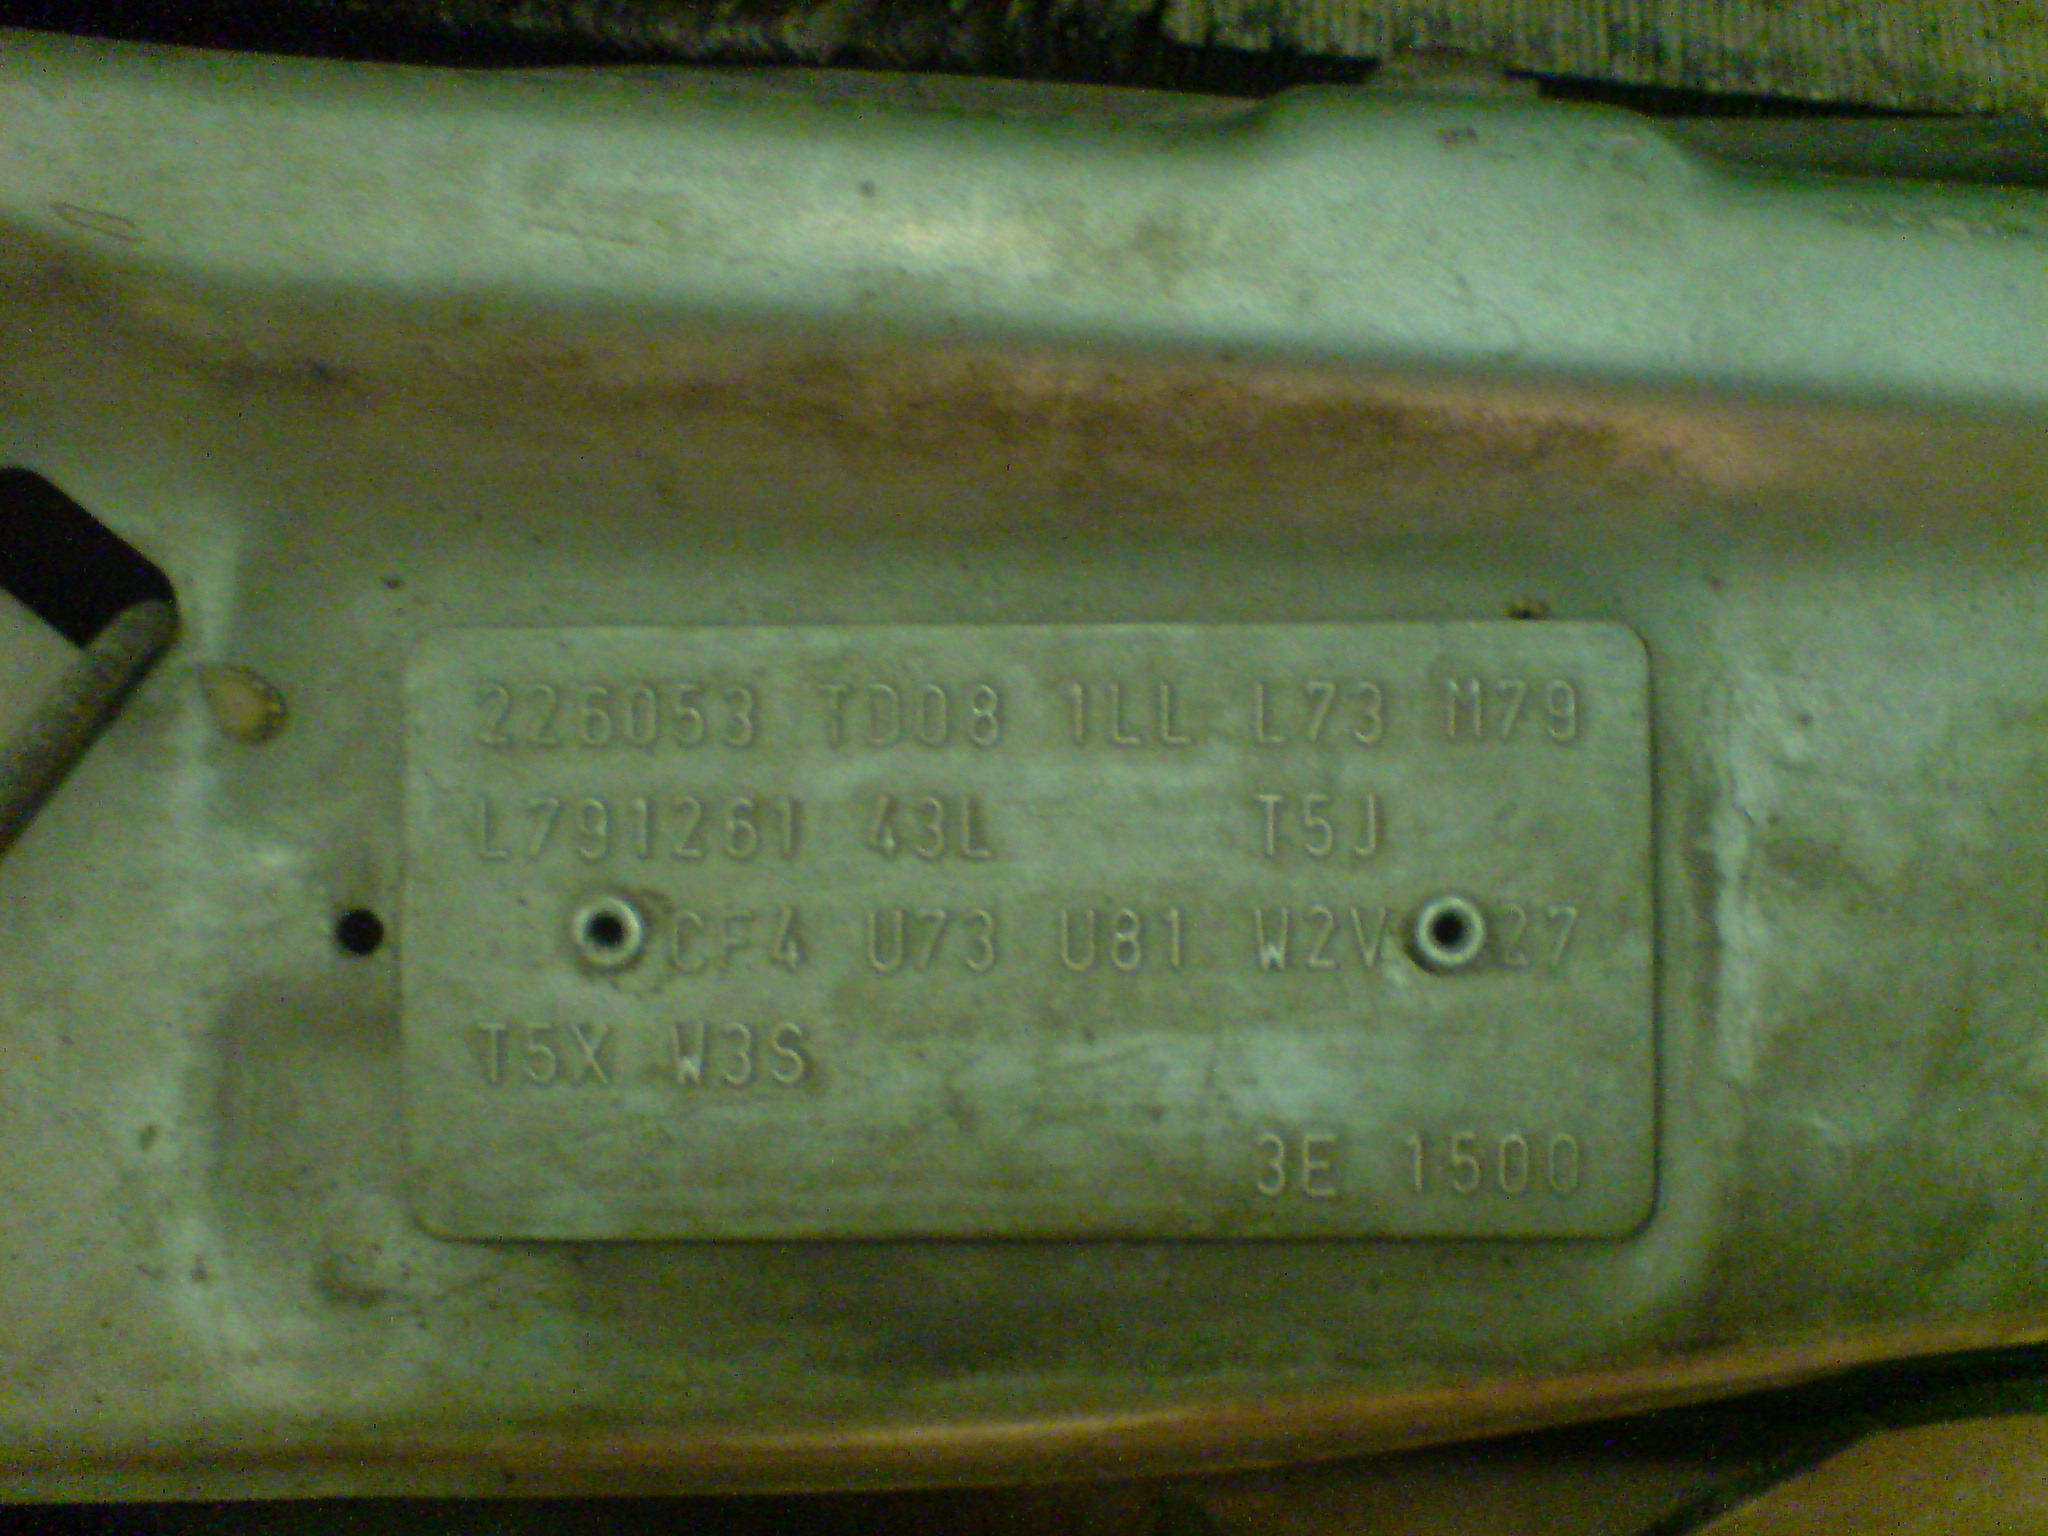 226053 TD08 1LL L73 M79
L791261 43L T5J
CF4 U73 U81 W2V 27
T5X W3S
3E 1500